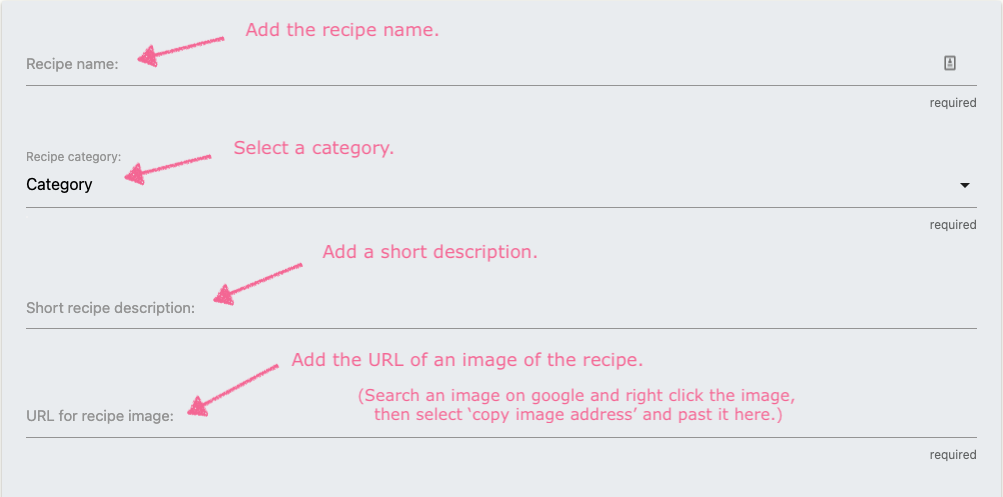 Add the recipe name.
Recipe name:
required
Select a category.
Recipe category:
Category
required
Add a short description.
Short recipe description:
Add the URL of an image of the recipe.
(Search an image on google and right click the image,
then select ‘copy image address’ and past it here.)
URL for recipe image:
required